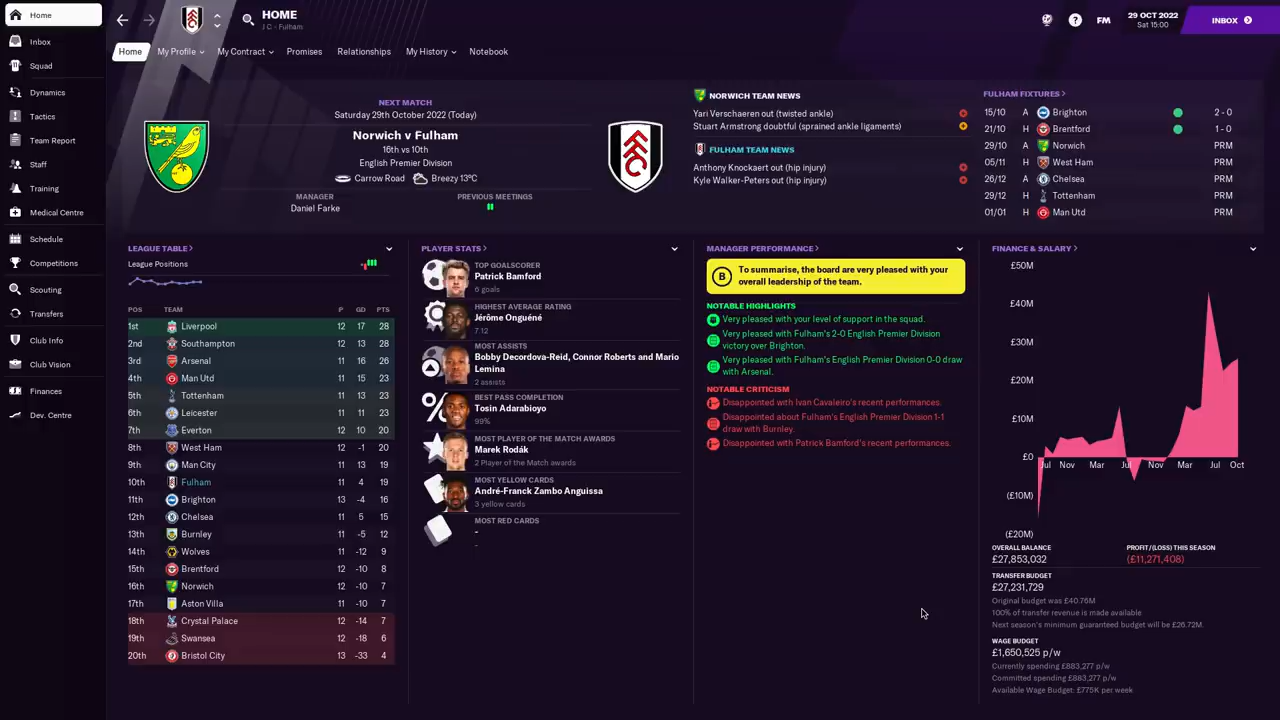 Home
Inbox
Squad
Dynamics
Tactics
Team Report
Staff
Training
Medical Centre
Schedule
Competitions
Scouting
Transfers
Club Info
Club Vision
Finances
Dev. Centre
HOME
J C - Fulham
FM
29 OCT 2022
Sat 15:00
INBOX
Home
My Profile
My Contract
Promises
Relationships
My History
Notebook
NEXT MATCH
Saturday 29th October 2022 (Today)
Norwich v Fulham
16th vs 10th
English Premier Division
Carrow Road Breezy 13°C
MANAGER
Daniel Farke
PREVIOUS MEETINGS
NORWICH TEAM NEWS
Yari Verschaeren out (twisted ankle)
Stuart Armstrong doubtful (sprained ankle ligaments)
FULHAM TEAM NEWS
Anthony Knockaert out (hip injury)
Kyle Walker-Peters out (hip injury)
FULHAM FIXTURES
15/10 A Brighton 2 - 0
21/10 H Brentford 1 - 0
29/10 A Norwich PRM
05/11 H West Ham PRM
26/12 A Chelsea PRM
29/12 H Tottenham PRM
01/01 H Man Utd PRM
LEAGUE TABLE
League Positions
POS TEAM P GD PTS
1st Liverpool 12 17 28
2nd Southampton 12 13 28
3rd Arsenal 11 16 26
4th Man Utd 11 15 23
5th Tottenham 11 13 23
6th Leicester 11 11 23
7th Everton 12 10 20
8th West Ham 12 -1 20
9th Man City 11 13 19
10th Fulham 11 4 19
11th Brighton 13 -4 16
12th Chelsea 11 5 15
13th Burnley 11 -5 12
14th Wolves 11 -12 9
15th Brentford 12 -10 8
16th Norwich 12 -10 7
17th Aston Villa 11 -10 7
18th Crystal Palace 12 -14 7
19th Swansea 12 -18 6
20th Bristol City 13 -33 4
PLAYER STATS
TOP GOALSCORER
Patrick Bamford
6 goals
HIGHEST AVERAGE RATING
Jérôme Onguéné
7.12
MOST ASSISTS
Bobby Decordova-Reid, Connor Roberts and Mario
Lemina
2 assists
BEST PASS COMPLETION
Tosin Adarabioyo
99%
MOST PLAYER OF THE MATCH AWARDS
Marek Rodák
2 Player of the Match awards
MOST YELLOW CARDS
André-Franck Zambo Anguissa
3 yellow cards
MOST RED CARDS
-
-
MANAGER PERFORMANCE
B
To summarise, the board are very pleased with your
overall leadership of the team.
NOTABLE HIGHLIGHTS
Very pleased with your level of support in the squad.
Very pleased with Fulham's 2-0 English Premier Division
victory over Brighton.
Very pleased with Fulham's English Premier Division 0-0 draw
with Arsenal.
NOTABLE CRITICISM
Disappointed with Ivan Cavaleiro's recent performances.
Disappointed about Fulham's English Premier Division 1-1
draw with Burnley.
Disappointed with Patrick Bamford's recent performances.
FINANCE & SALARY
£50M
£40M
£30M
£20M
£10M
£0
(£10M)
(£20M)
Jul Nov Mar Jul Nov Mar Jul Oct
OVERALL BALANCE
£27,853,032
PROFIT/(LOSS) THIS SEASON
(£11,271,408)
TRANSFER BUDGET
£27,231,729
Original budget was £40.76M
100% of transfer revenue is made available
Next season's minimum guaranteed budget will be £26.72M.
WAGE BUDGET
£1,650,525 p/w
Currently spending £883,277 p/w
Committed spending £883,277 p/w
Available Wage Budget: £775K per week